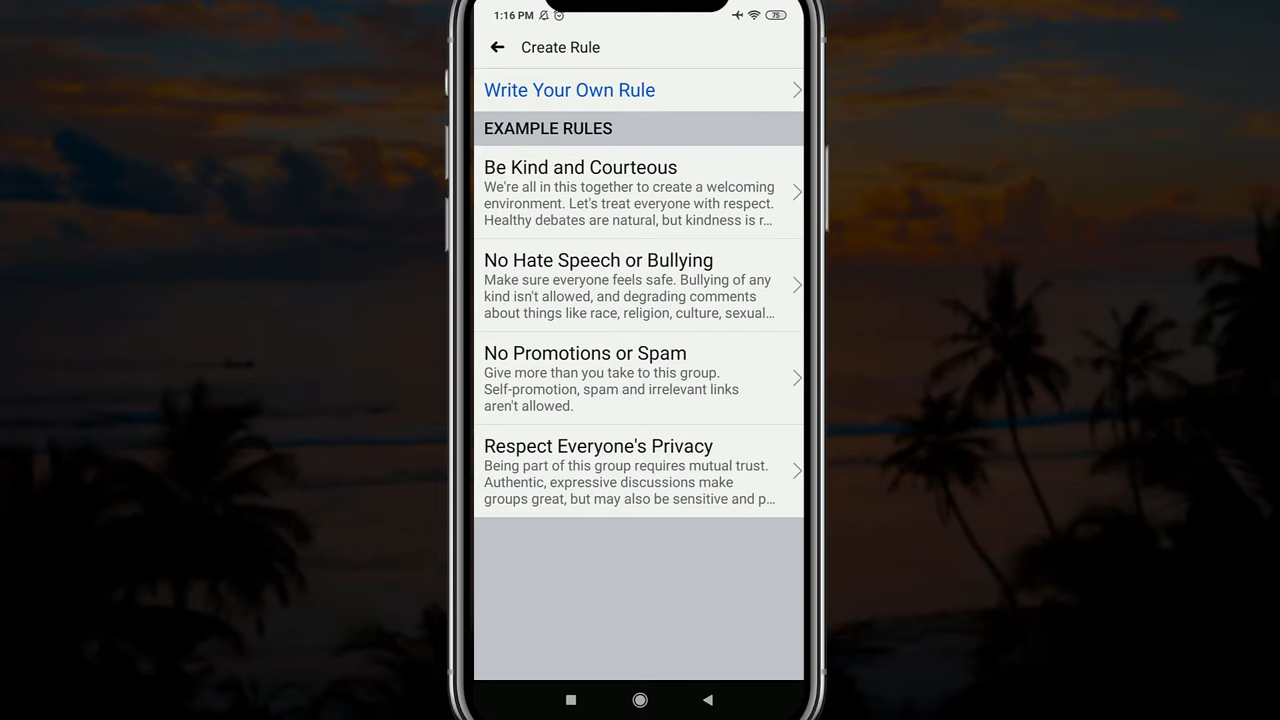 1:16 PM
75
Create Rule
Write Your Own Rule
EXAMPLE RULES
Be Kind and Courteous
We're all in this together to create a welcoming
environment. Let's treat everyone with respect.
Healthy debates are natural, but kindness is r...
No Hate Speech or Bullying
Make sure everyone feels safe. Bullying of any
kind isn't allowed, and degrading comments
about things like race, religion, culture, sexual...
No Promotions or Spam
Give more than you take to this group.
Self-promotion, spam and irrelevant links
aren't allowed.
Respect Everyone's Privacy
Being part of this group requires mutual trust.
Authentic, expressive discussions make
groups great, but may also be sensitive and p...